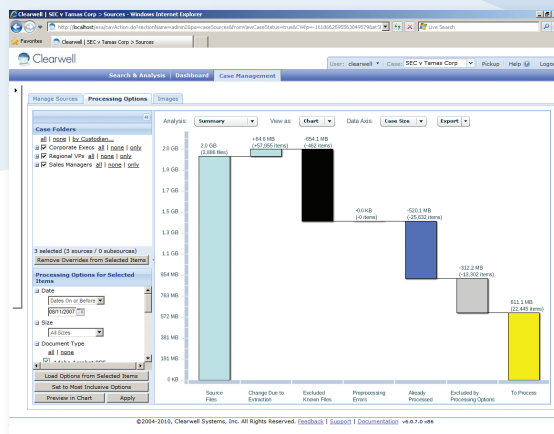 Clearwell | SEC v Tamas Corp > Sources - Windows Internet Explorer
Live Search
Favorites Clearwell | SEC v Tamas Corp > Sources
Clearwell
User: clearwell Case: SEC v Tamas Corp Pickup Help Logo
Search & Analysis | Dashboard Case Management
Manage Sources Processing Options Images
Analysis: Summary View as: Chart Data Axis: Case Size Export
Case Folders
all | none | by Custodian...
Corporate Execs all | none | only
Regional VPs all | none | only
Sales Managers all | none | only
3 selected (3 sources / 0 subsources)
Remove Overrides from Selected Items
Processing Options for Selected Items
Date
Dates On or Before
08/11/2007
Size
All Sizes
Document Type
all | none
Load Options from Selected Items
Set to Most Inclusive Options
Preview in Chart Apply
2.0 GB
1.9 GB
1.7 GB
1.5 GB
1.3 GB
1.1 GB
954 MB
763 MB
572 MB
381 MB
191 MB
0 KB
2.0 GB
(3,886 files)
+64.6 MB
(+57,955 items)
-654.1 MB
(-462 items)
-0.0 KB
(-0 items)
-520.1 MB
(-25,632 items)
-312.2 MB
(-13,302 items)
611.1 MB
(22,445 items)
Source Files
Change Due to Extraction
Excluded Known Files
Preprocessing Errors
Already Processed
Excluded by Processing Options
To Process
©2004-2010, Clearwell Systems, Inc. All Rights Reserved. Feedback | Support | Documentation v6.0.7.0 x86